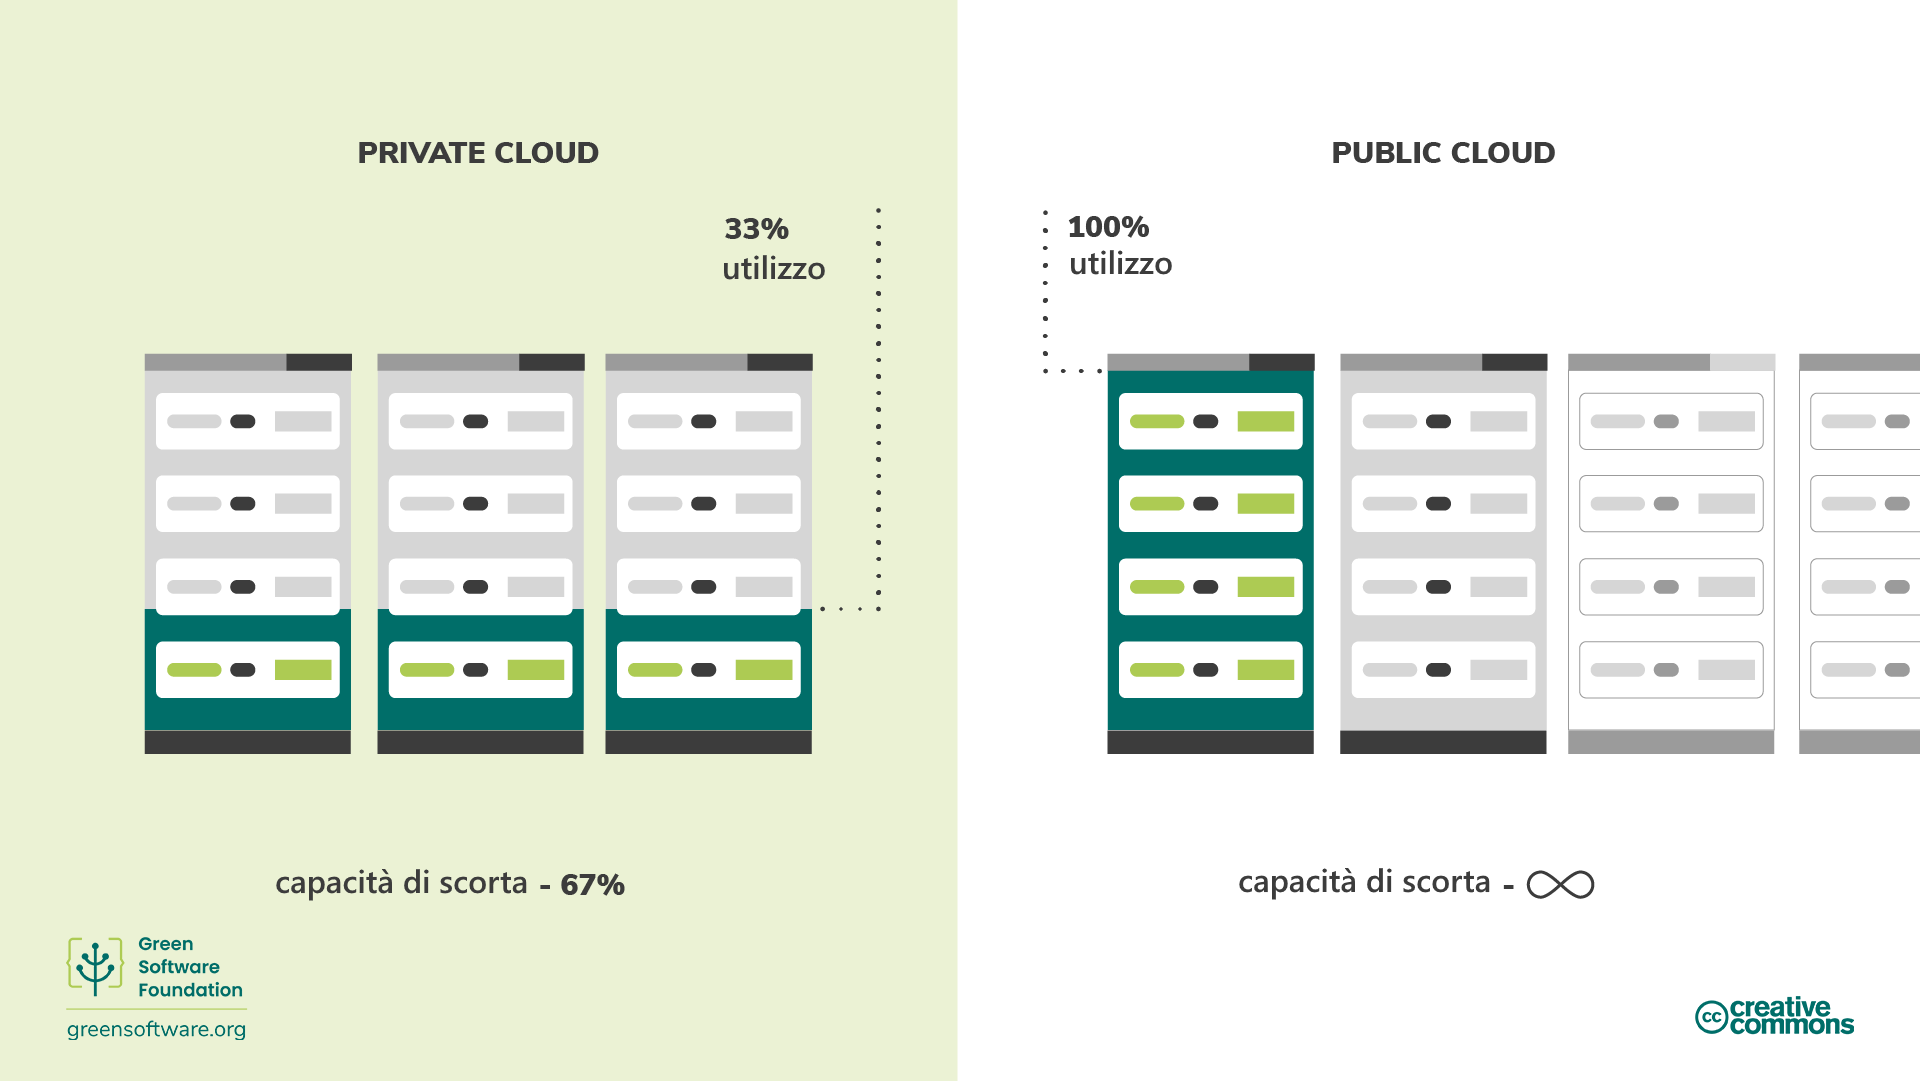 PRIVATE CLOUD
33%
utilizzo
capacità di scorta - 67%
Green
Software
Foundation
greensoftware.org
PUBLIC CLOUD
100%
utilizzo
capacità di scorta - ∞
cc creative
commons